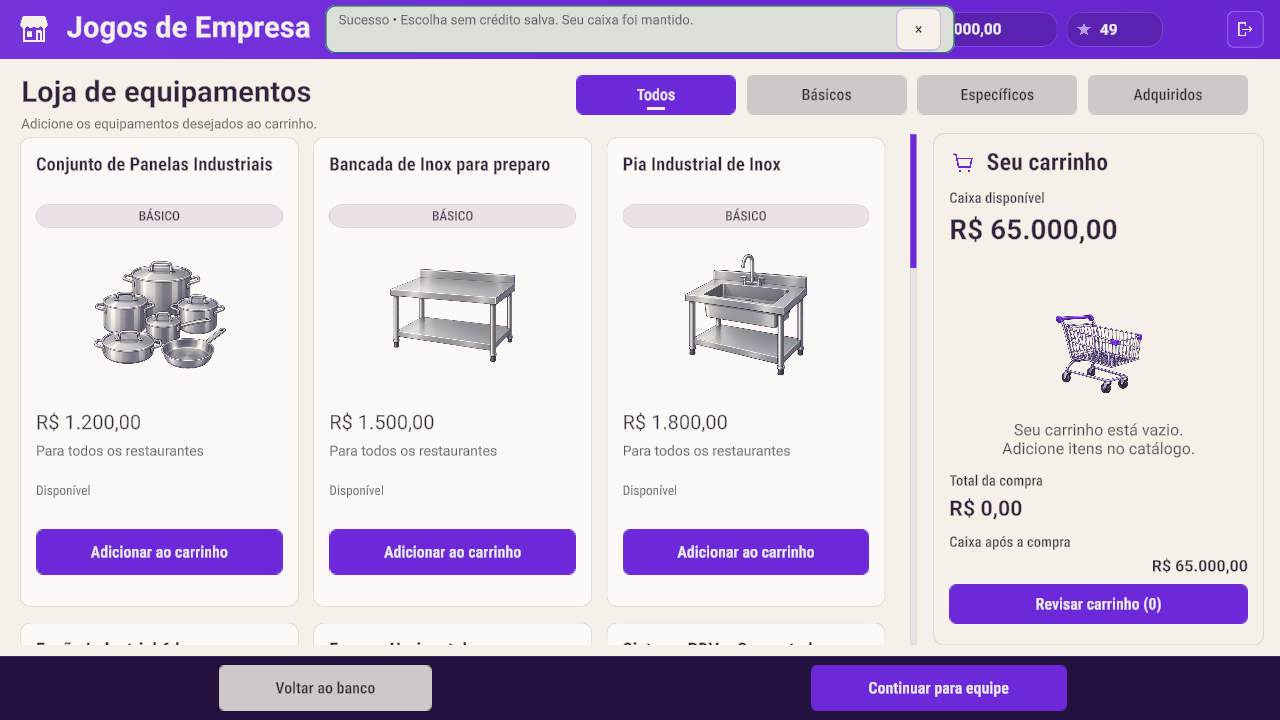 Jogos de Empresa
Sucesso • Escolha sem crédito salva. Seu caixa foi mantido.
×
000,00
49
Loja de equipamentos
Adicione os equipamentos desejados ao carrinho.
Todos
Básicos
Específicos
Adquiridos
Conjunto de Panelas Industriais
BÁSICO
R$ 1.200,00
Para todos os restaurantes
Disponível
Adicionar ao carrinho
Bancada de Inox para preparo
BÁSICO
R$ 1.500,00
Para todos os restaurantes
Disponível
Adicionar ao carrinho
Pia Industrial de Inox
BÁSICO
R$ 1.800,00
Para todos os restaurantes
Disponível
Adicionar ao carrinho
Seu carrinho
Caixa disponível
R$ 65.000,00
Seu carrinho está vazio.
Adicione itens no catálogo.
Total da compra
R$ 0,00
Caixa após a compra
R$ 65.000,00
Revisar carrinho (0)
Voltar ao banco
Continuar para equipe